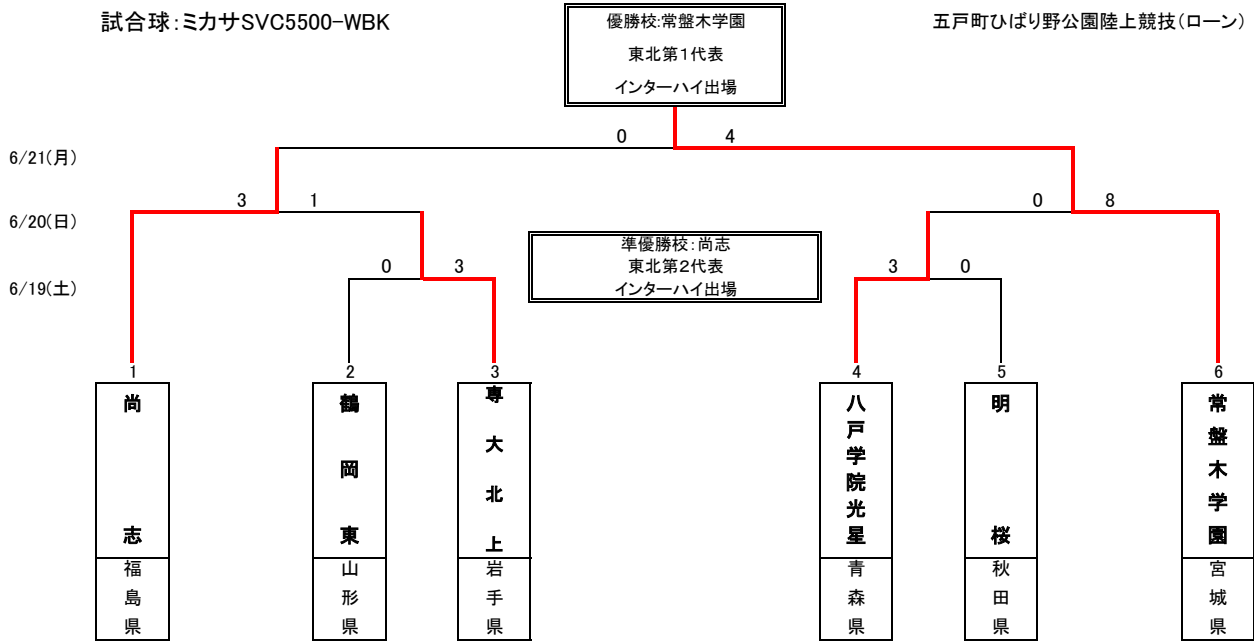 試合球：ミカサSVC5500-WBK
優勝校:常盤木学園
東北第1代表
インターハイ出場
五戸町ひばり野公園陸上競技(ローン)
0 4
6/21(月)
3 1
0 8
6/20(日)
準優勝校：尚志
東北第2代表
インターハイ出場
0 3
3 0
6/19(土)
1 2 3 4 5 6
尚志
福島県
鶴岡東
山形県
専大北上
岩手県
八戸学院光星
青森県
明桜
秋田県
常盤木学園
宮城県